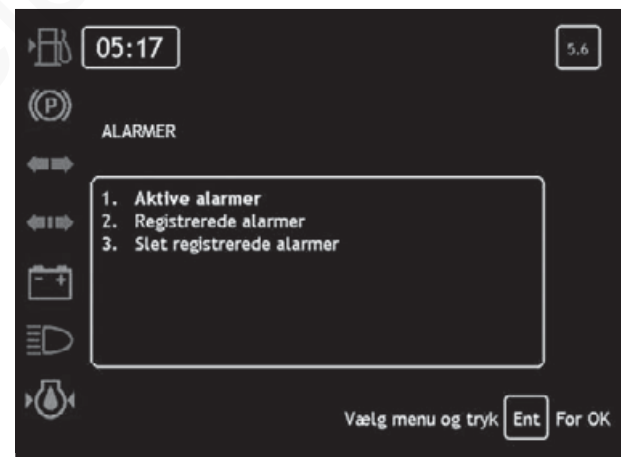 05:17
5.6
P
ALARMER
1. Aktive alarmer
2. Registrerede alarmer
3. Slet registrerede alarmer
- +
Vælg menu og tryk Ent For OK